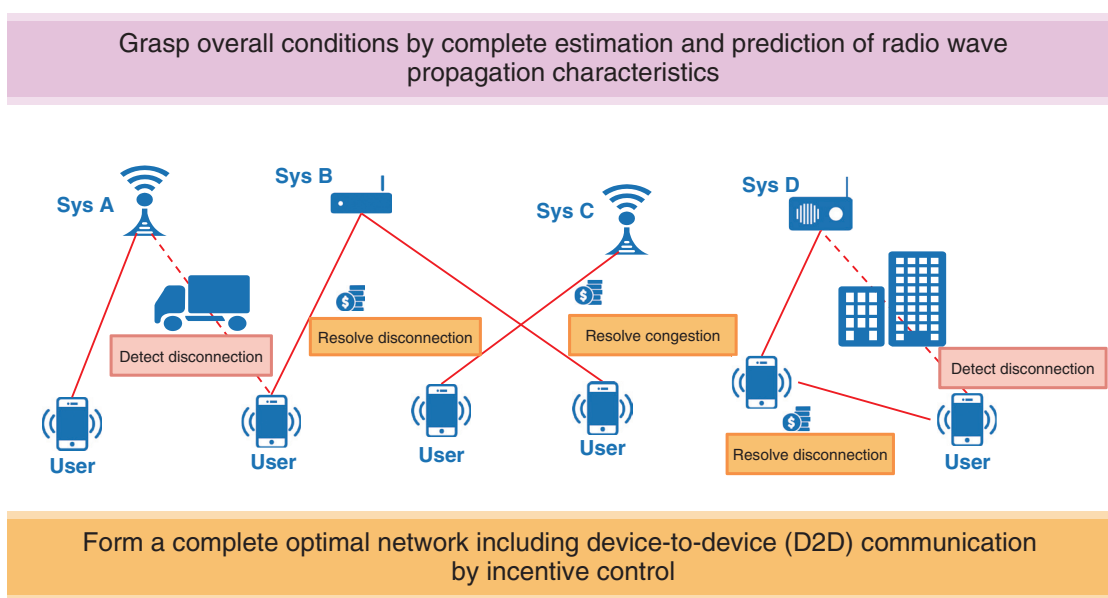 Grasp overall conditions by complete estimation and prediction of radio wave
propagation characteristics
Sys A
Sys B
Sys C
Sys D
$
$
Detect disconnection
Resolve disconnection
Resolve congestion
Detect disconnection
$
Resolve disconnection
User
User
User
User
User
Form a complete optimal network including device-to-device (D2D) communication
by incentive control